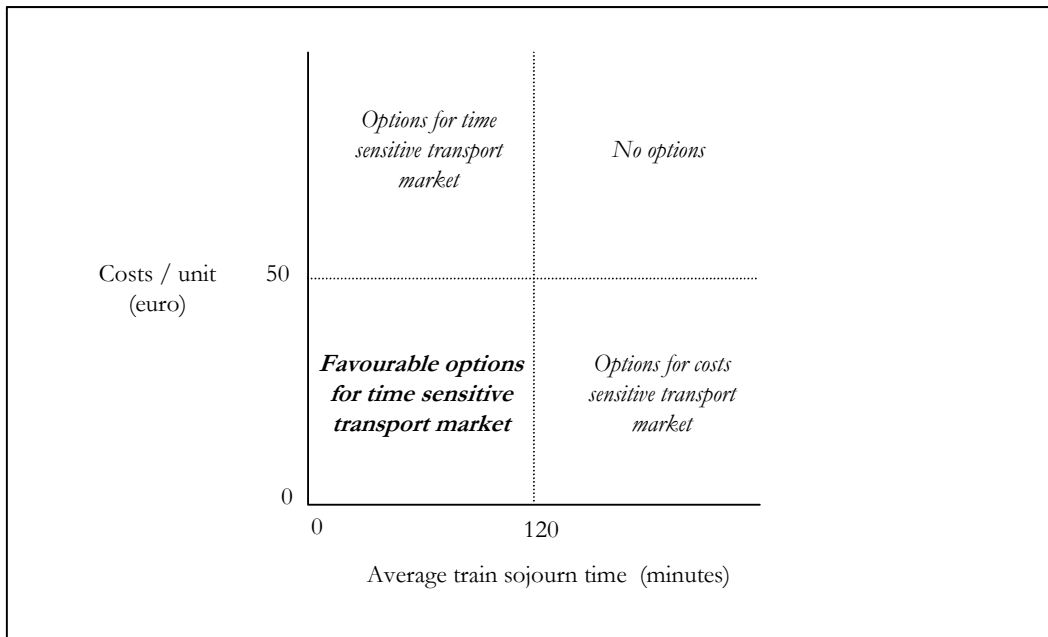 Options for time
sensitive transport
market
No options
Costs / unit
(euro)
50
Favourable options
for time sensitive
transport market
Options for costs
sensitive transport
market
0
0
120
Average train sojourn time (minutes)